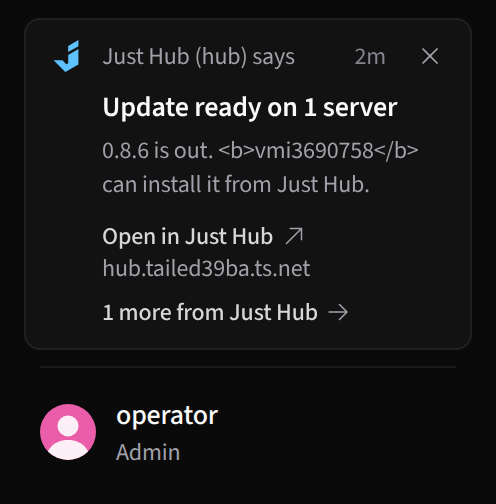 Just Hub (hub) says 2m
Update ready on 1 server
0.8.6 is out. <b>vmi3690758</b>
can install it from Just Hub.
Open in Just Hub
hub.tailed39ba.ts.net
1 more from Just Hub
operator
Admin